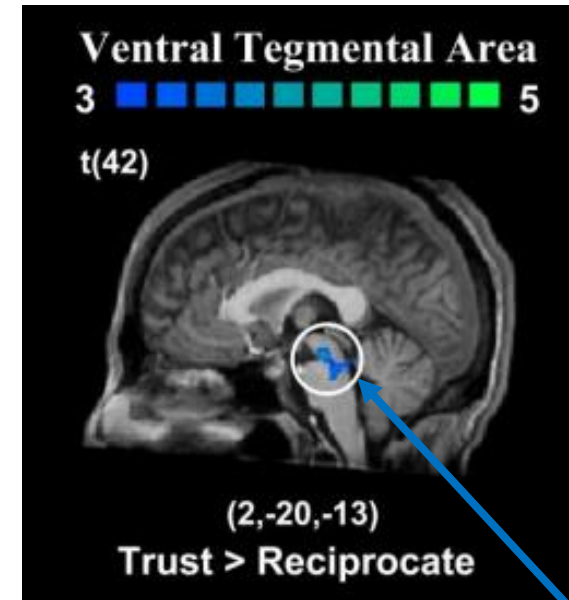 Ventral Tegmental Area
3 5
t(42)
(2,-20,-13)
Trust > Reciprocate